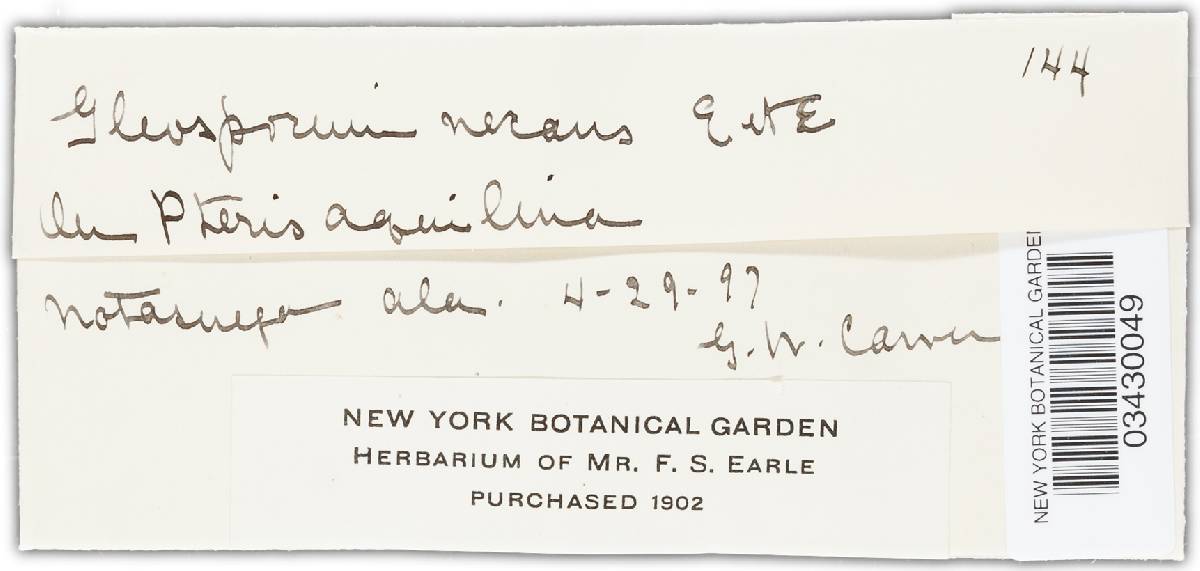 144
Gleosporium necans E et E
On Pteris aquilina
Notasulga Ala. 4-29-97
G. W. Carver
NEW YORK BOTANICAL GARDEN
HERBARIUM OF MR. F. S. EARLE
PURCHASED 1902
NEW YORK BOTANICAL GARDEN
03430049